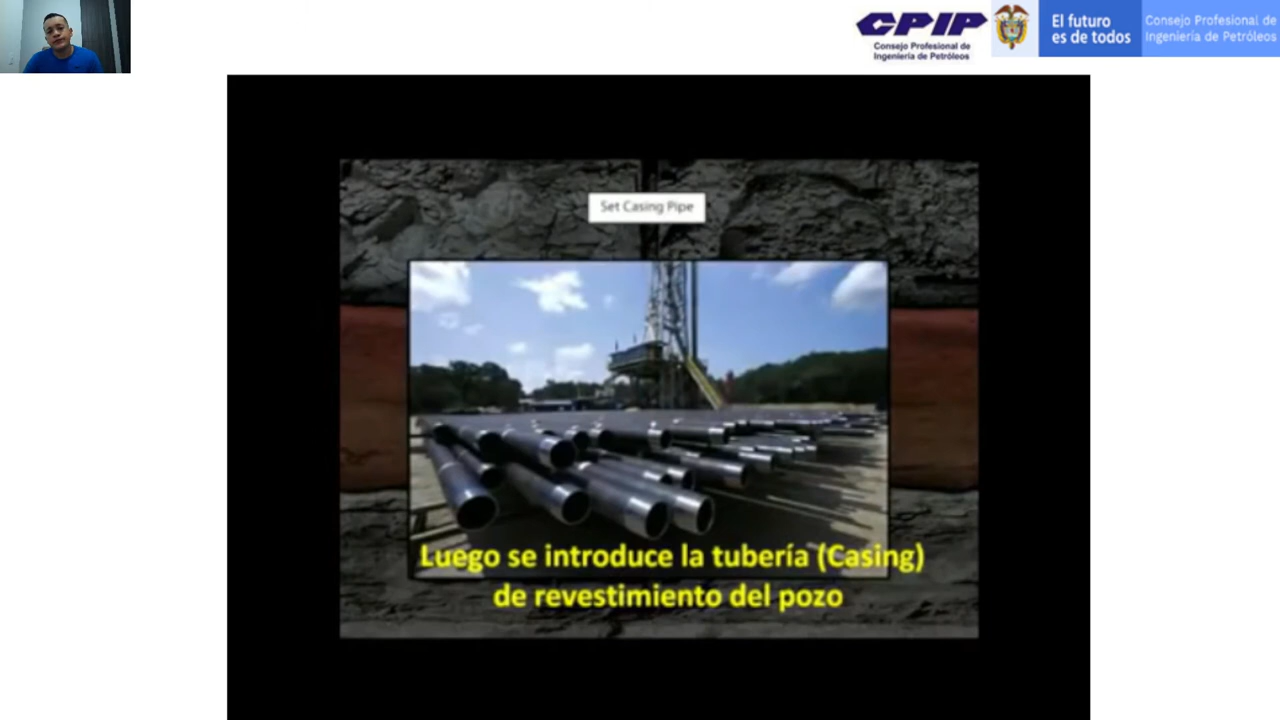 CPIP
Consejo Profesional de
Ingeniería de Petróleos
El futuro
es de todos
Consejo Profesional de
Ingeniería de Petróleos
Set Casing Pipe
Luego se introduce la tubería (Casing)
de revestimiento del pozo